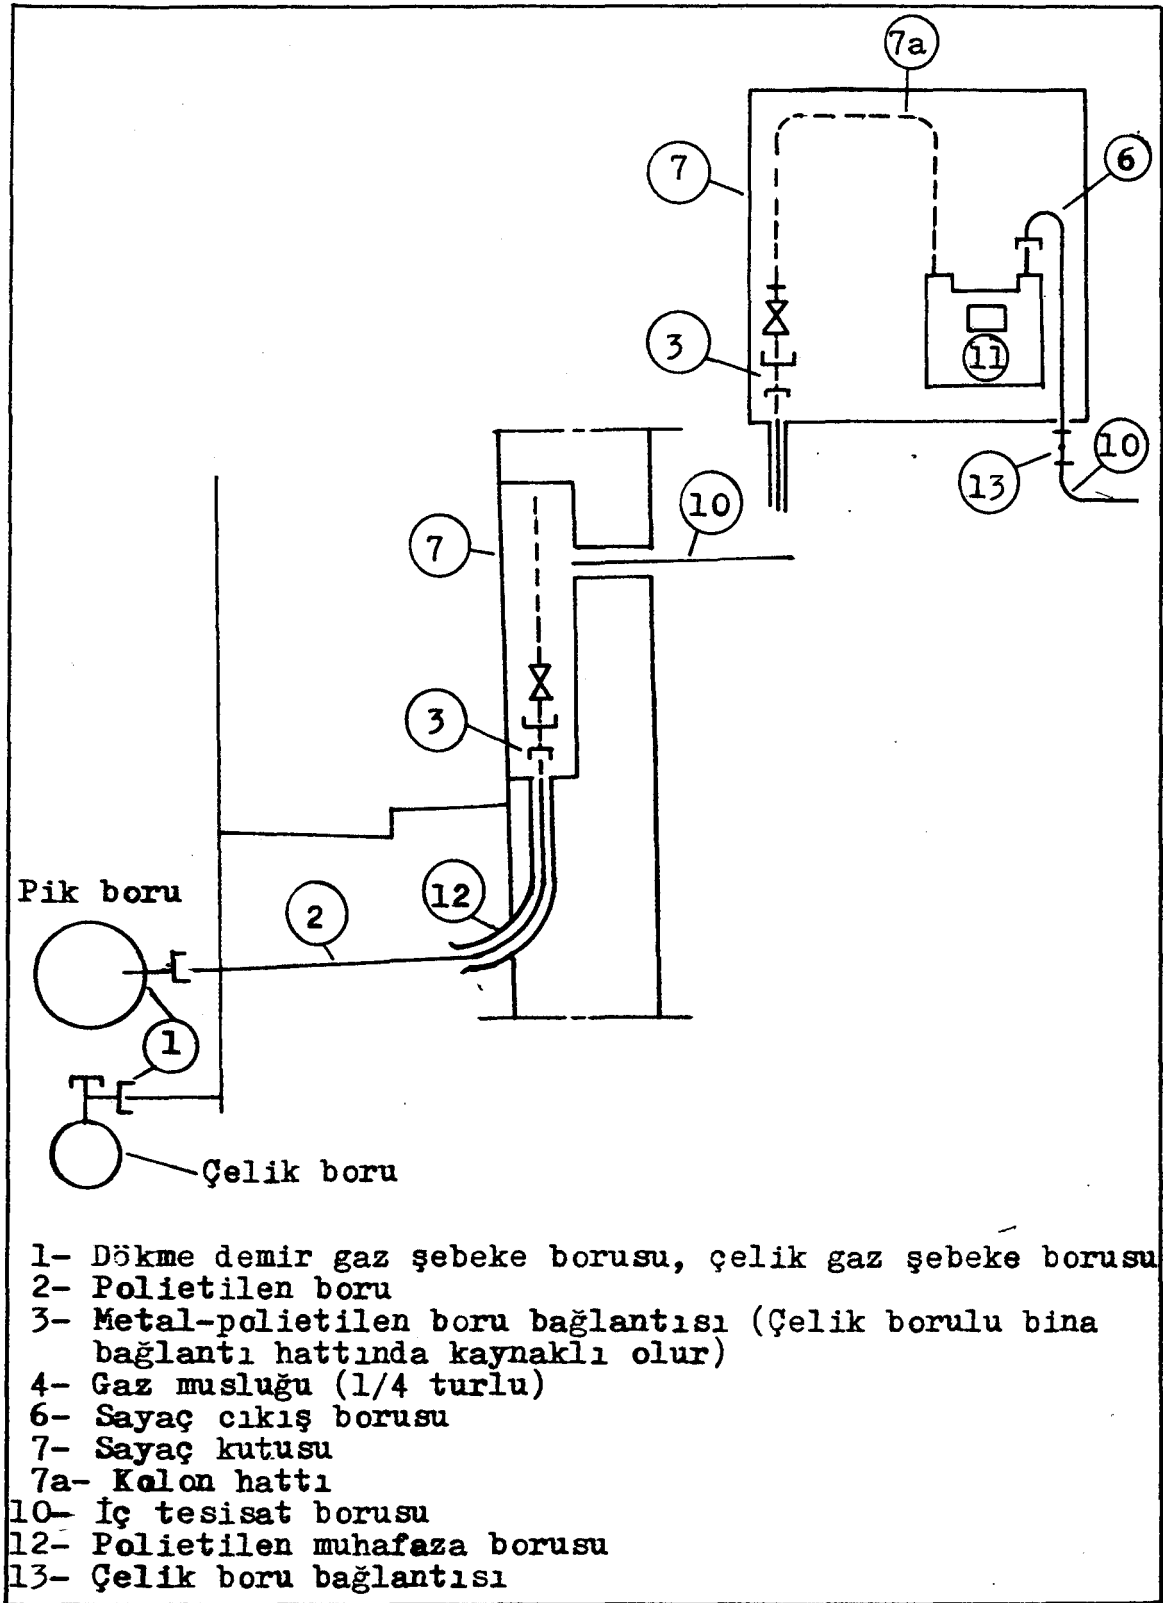 7a
7
6
3
11
10
13
10
7
3
12
2
Pik boru
1
Çelik boru
1- Dökme demir gaz şebeke borusu, çelik gaz şebeke borusu
2- Polietilen boru
3- Metal-polietilen boru bağlantısı (Çelik borulu bina
bağlantı hattında kaynaklı olur)
4- Gaz musluğu (1/4 turlu)
6- Sayaç cıkış borusu
7- Sayaç kutusu
7a- Kolon hattı
10- İç tesisat borusu
12- Polietilen muhafaza borusu
13- Çelik boru bağlantısı